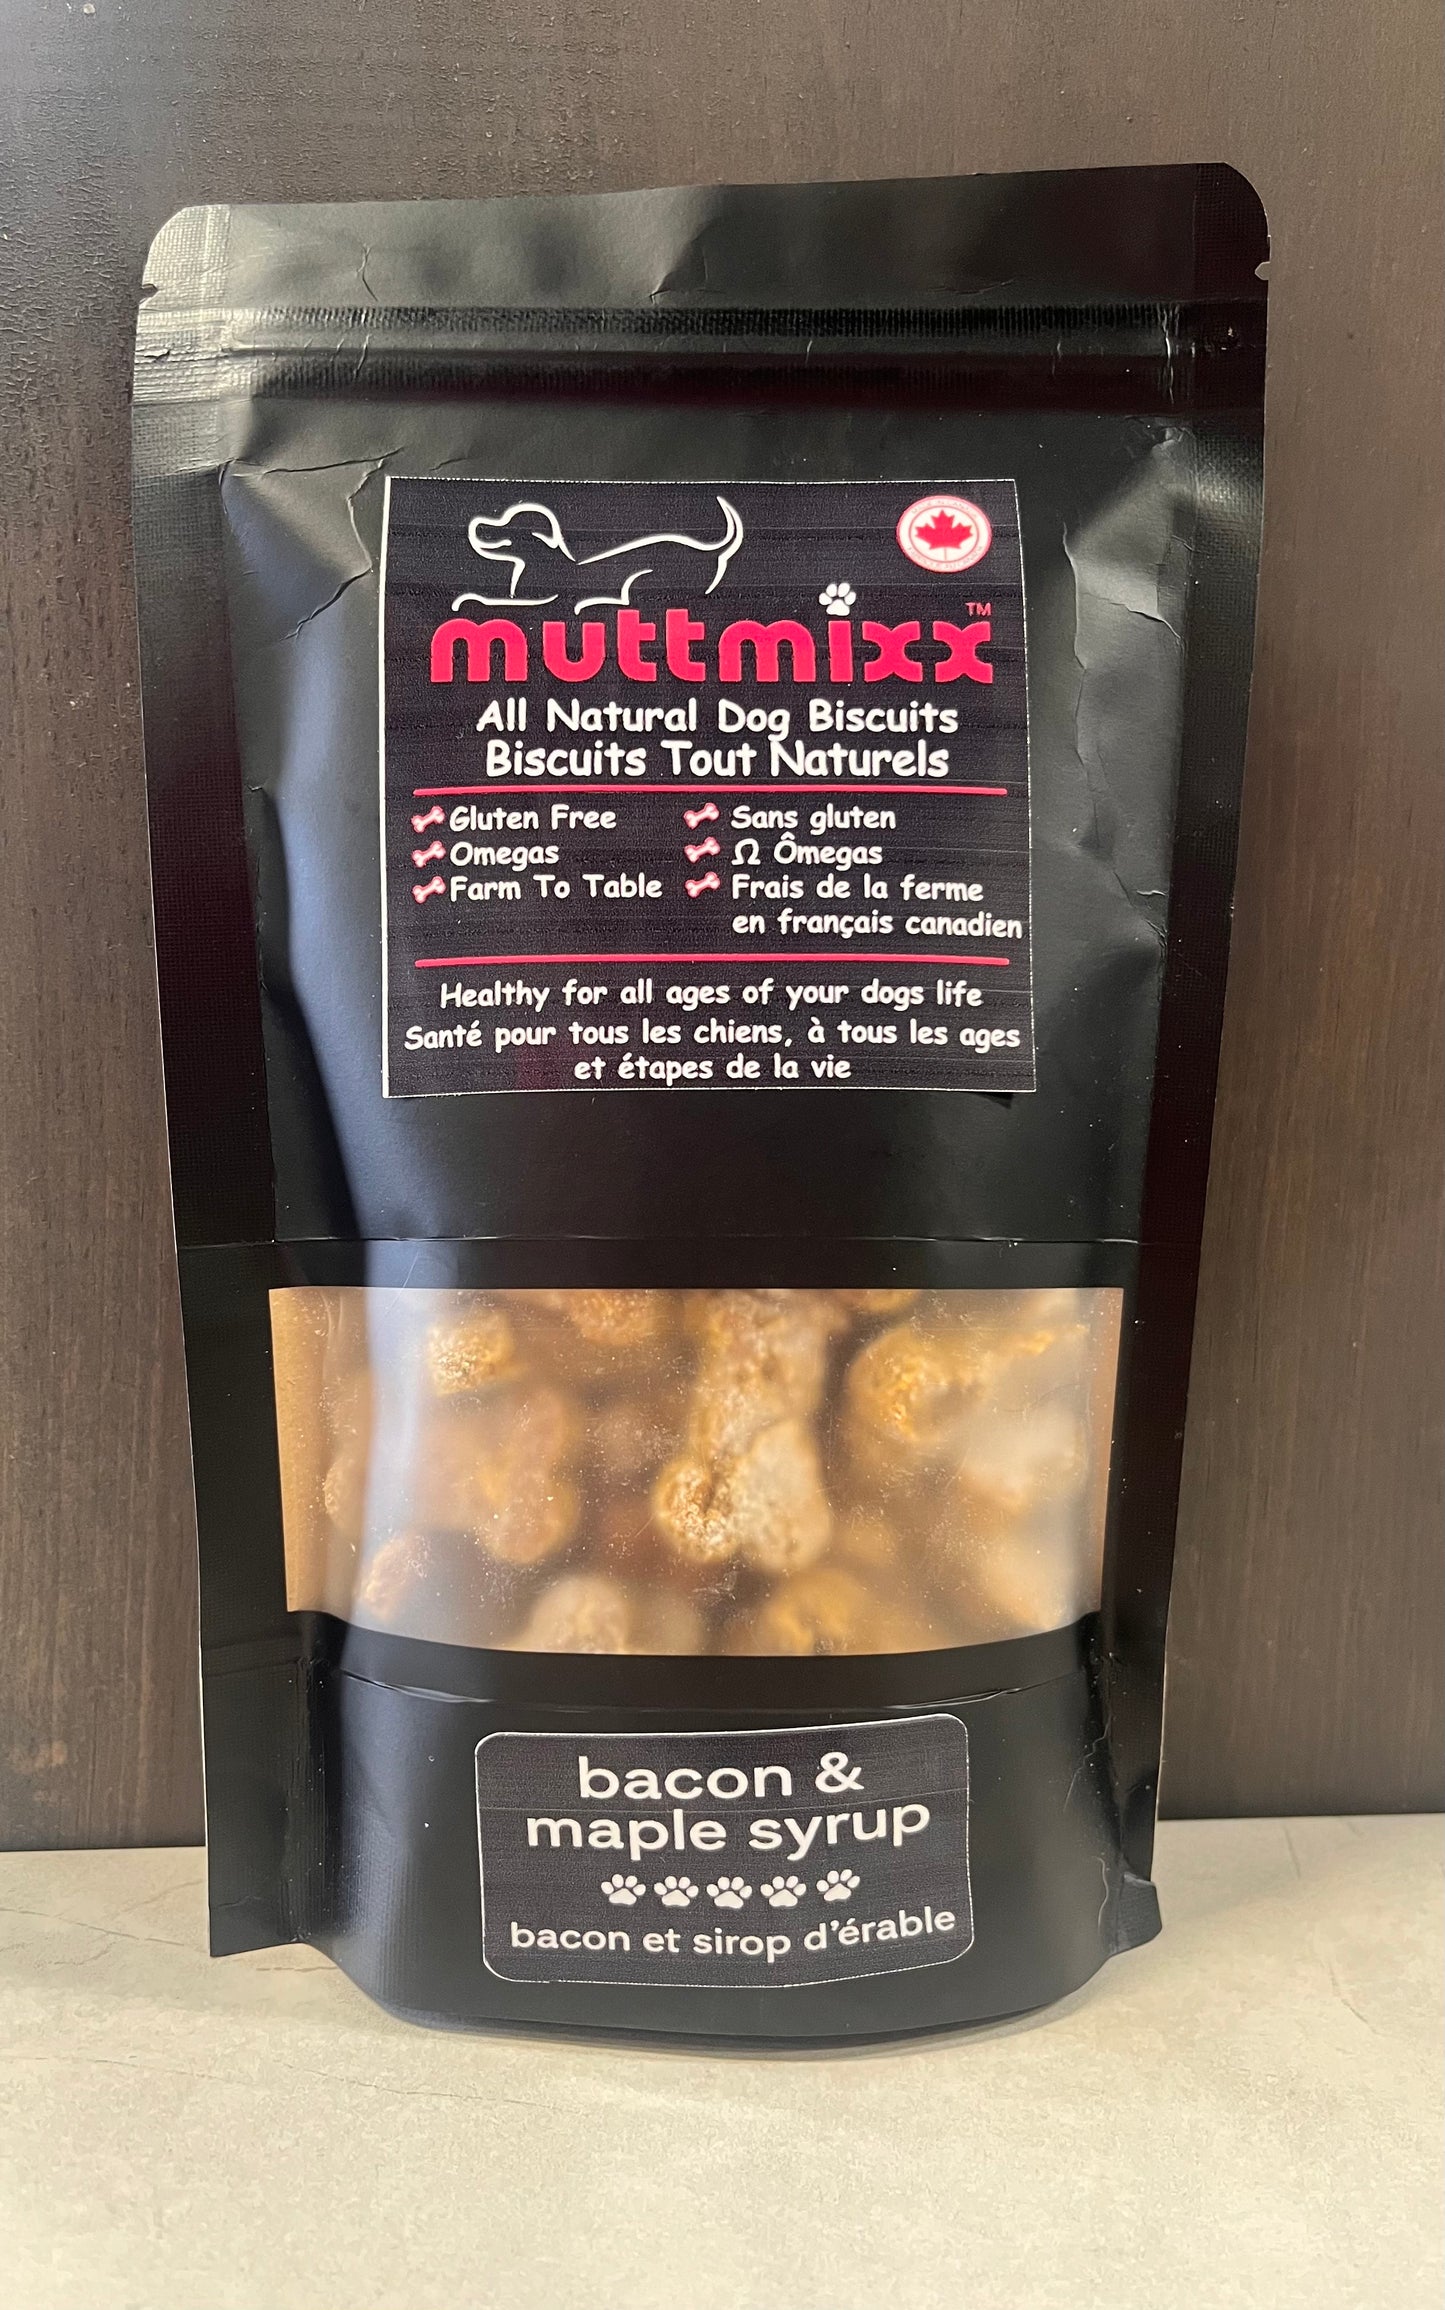 muttmixx™
All Natural Dog Biscuits
Biscuits Tout Naturels
Gluten Free
Omegas
Farm To Table
Sans gluten
Ω Ômegas
Frais de la ferme
en français canadien
Healthy for all ages of your dogs life
Santé pour tous les chiens, à tous les ages
et étapes de la vie
bacon &
maple syrup
bacon et sirop d'érable